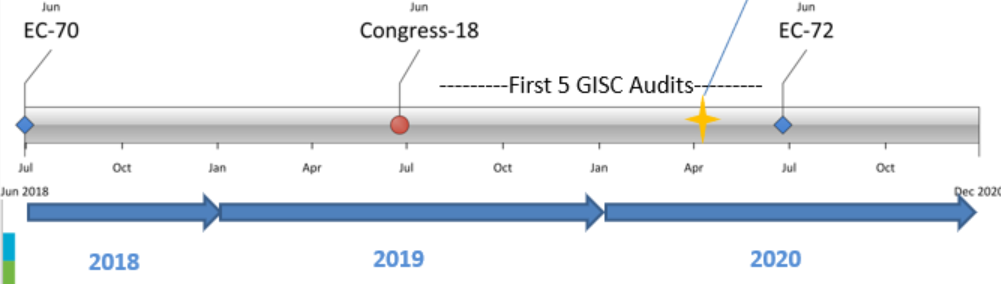 Jun
EC-70
Jun
Congress-18
Jun
EC-72
---------First 5 GISC Audits---------
Jul Oct Jan Apr Jul Oct Jan Apr Jul Oct
Jun 2018 Dec 2020
2018 2019 2020